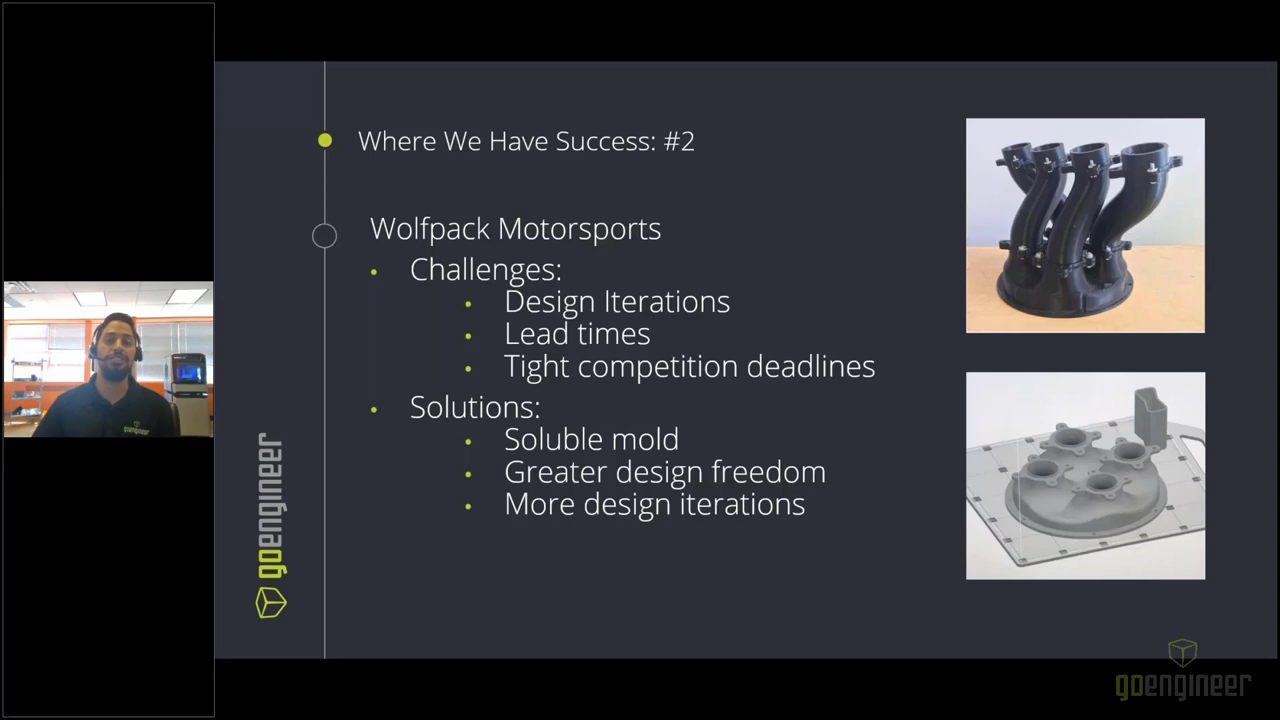 Where We Have Success: #2
Wolfpack Motorsports
• Challenges:
• Design Iterations
• Lead times
• Tight competition deadlines
• Solutions:
• Soluble mold
• Greater design freedom
• More design iterations
goengineer
goengineer
goengineer